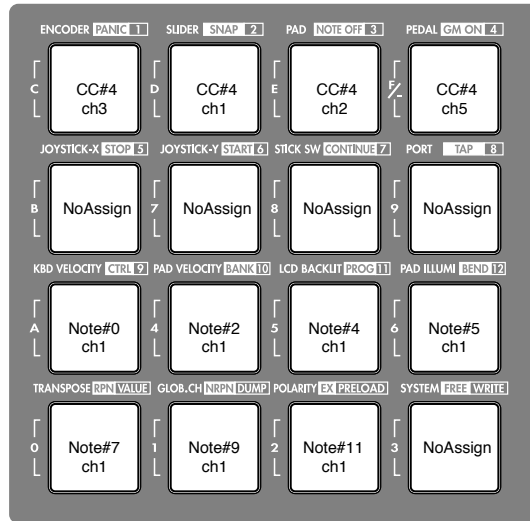 ENCODER PANIC 1 SLIDER SNAP 2 PAD NOTE OFF 3 PEDAL GM ON 4
C CC#4 D CC#4 E CC#4 F/- CC#4
ch3 ch1 ch2 ch5
JOYSTICK-X STOP 5 JOYSTICK-Y START 6 STICK SW CONTINUE 7 PORT TAP 8
B NoAssign 7 NoAssign 8 NoAssign 9 NoAssign
KBD VELOCITY CTRL 9 PAD VELOCITY BANK 10 LCD BACKLIT PROG 11 PAD ILLUMI BEND 12
A Note#0 4 Note#2 5 Note#4 6 Note#5
ch1 ch1 ch1 ch1
TRANSPOSE RPN VALUE GLOB.CH NRPN DUMP POLARITY EX PRELOAD SYSTEM FREE WRITE
0 Note#7 1 Note#9 2 Note#11 3 NoAssign
ch1 ch1 ch1